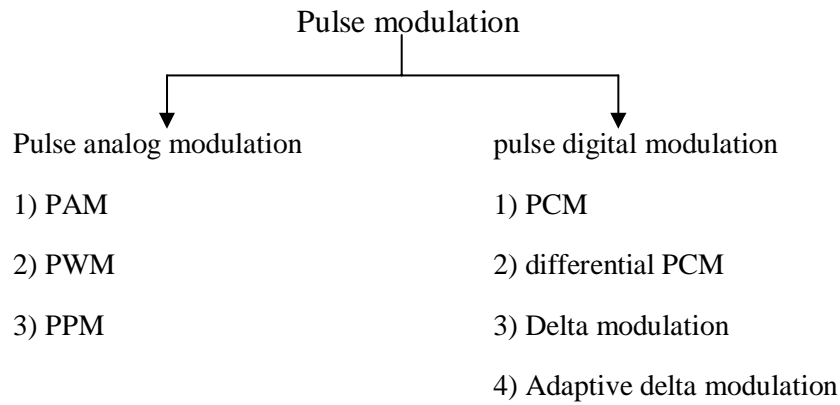 Pulse modulation
Pulse analog modulation
1) PAM
2) PWM
3) PPM
pulse digital modulation
1) PCM
2) differential PCM
3) Delta modulation
4) Adaptive delta modulation